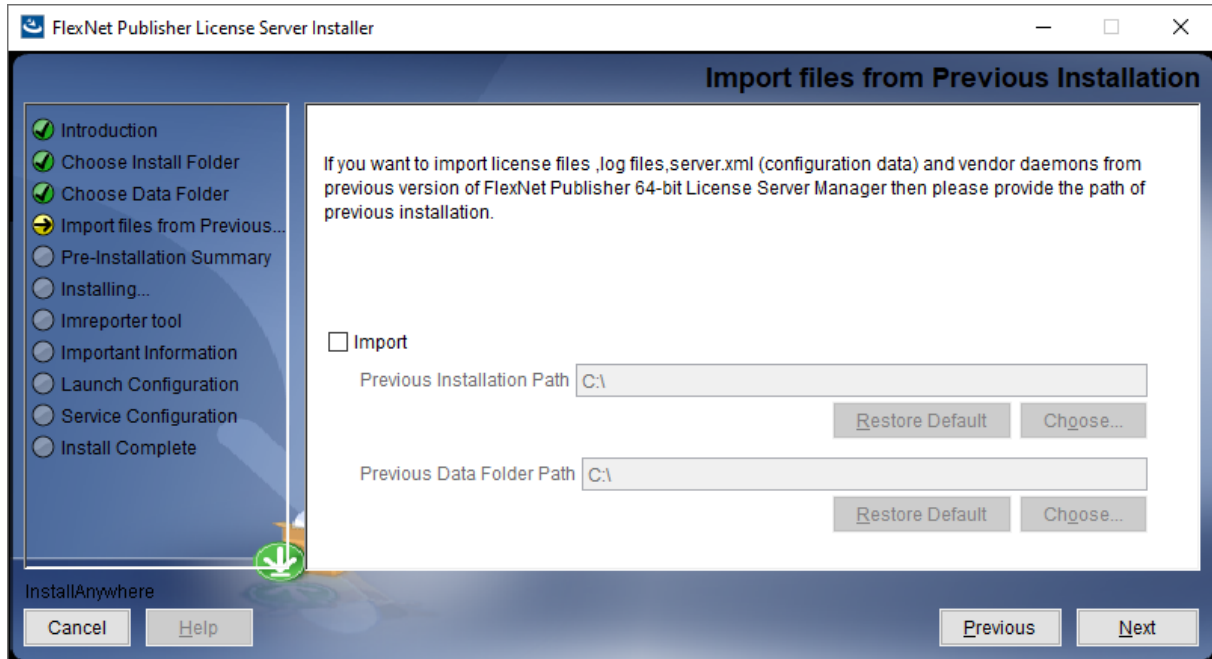 FlexNet Publisher License Server Installer
Import files from Previous Installation
Introduction
Choose Install Folder
Choose Data Folder
Import files from Previous...
Pre-Installation Summary
Installing...
lmreporter tool
Important Information
Launch Configuration
Service Configuration
Install Complete
If you want to import license files ,log files,server.xml (configuration data) and vendor daemons from
previous version of FlexNet Publisher 64-bit License Server Manager then please provide the path of
previous installation.
Import
Previous Installation Path C:\
Restore Default Choose...
Previous Data Folder Path C:\
Restore Default Choose...
InstallAnywhere
Cancel Help Previous Next